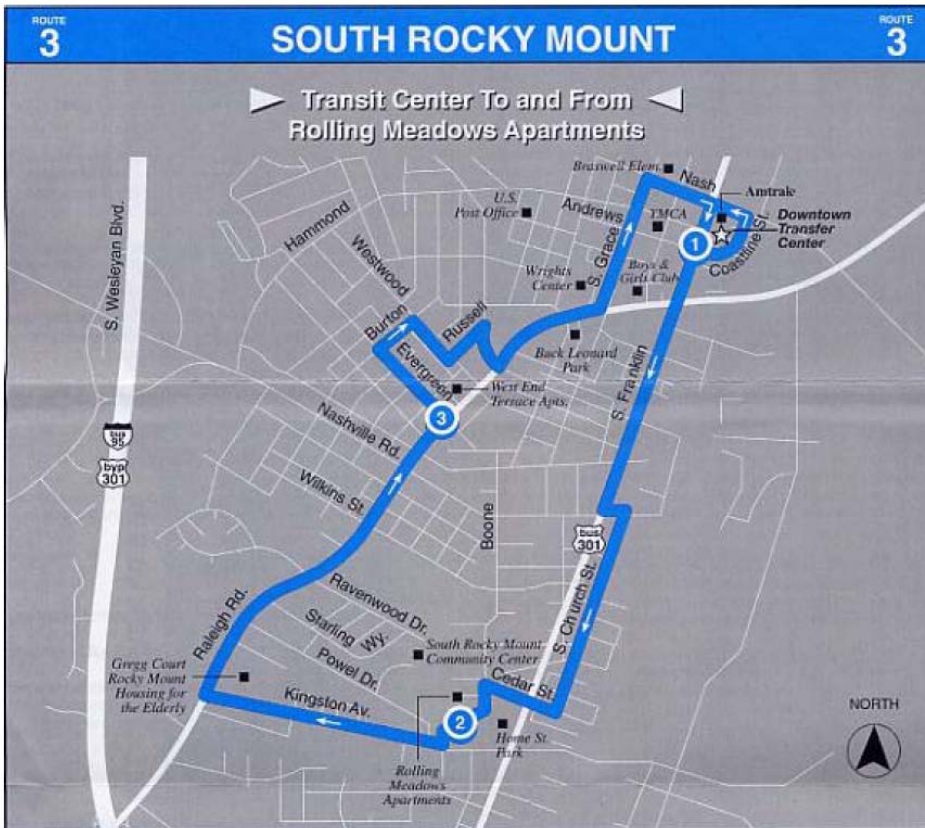 ROUTE
3
SOUTH ROCKY MOUNT
ROUTE
3
Transit Center To and From
Rolling Meadows Apartments
Braswell Elem.
Nash
Amtrak
U.S.
Post Office
Andrews
YMCA
Downtown
Transfer
Center
Hammond
S. Wesleyan Blvd.
Westwood
S. Grace
1
Coastline St.
Wrights
Center
Boys &
Girls Club
Burton
Russell
Buck Leonard
Park
Evergreen
S. Franklin
West End
Terrace Apts.
3
Nashville Rd.
bus
95
byp
301
Wilkins St.
Boone
bus
301
Ravenwood Dr.
S. Church St.
Starling
Wy.
Raleigh Rd.
South Rocky Mount
Community Center
Powel Dr.
Gregg Court
Rocky Mount
Housing for
the Elderly
Cedar St.
Kingston Av.
2
NORTH
Home St.
Park
Rolling
Meadows
Apartments